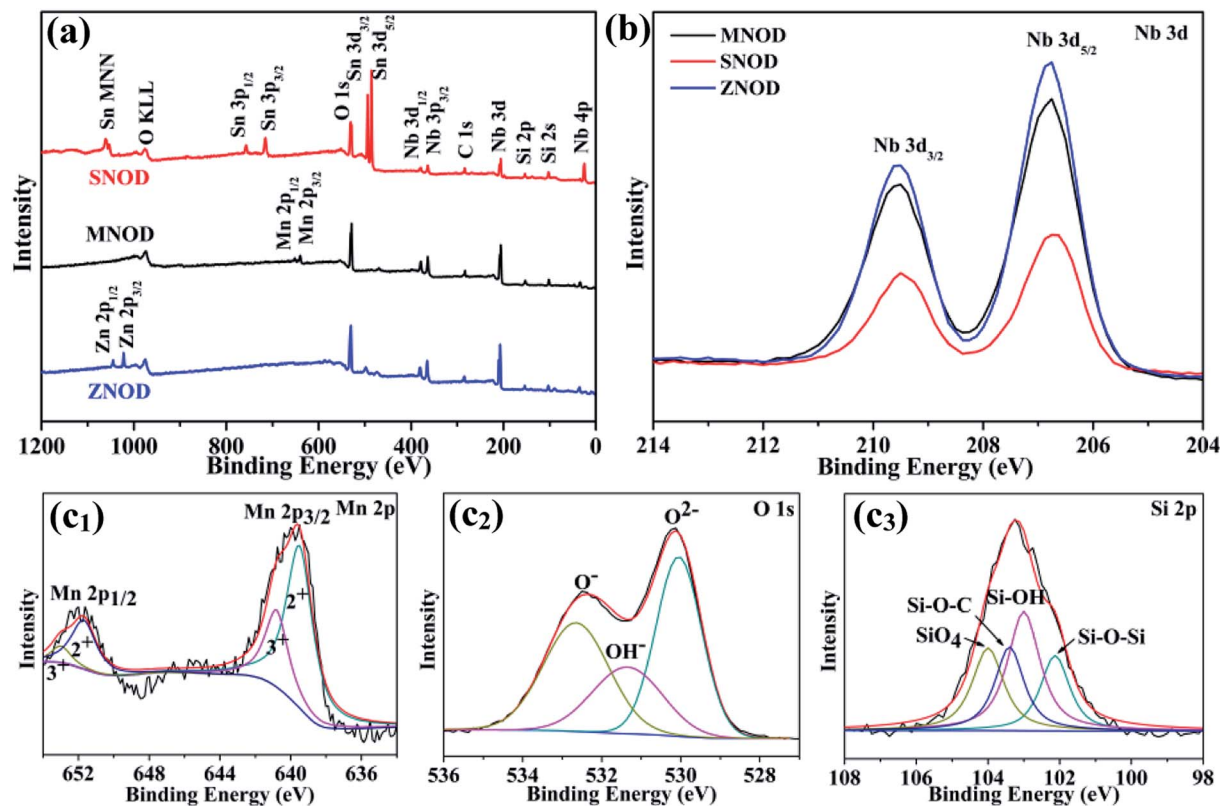 (a)
Sn MNN
O KLL
Sn 3p1/2
Sn 3p3/2
O 1s
Sn 3d3/2
Sn 3d5/2
Nb 3d1/2
Nb 3p3/2
C 1s
Nb 3d
Si 2p
Si 2s
Nb 4p
SNOD
Mn 2p1/2
Mn 2p3/2
MNOD
Zn 2p1/2
Zn 2p3/2
ZNOD
Intensity
1200 1000 800 600 400 200 0
Binding Energy (eV)
(b)
MNOD
SNOD
ZNOD
Nb 3d5/2
Nb 3d
Nb 3d3/2
Intensity
214 212 210 208 206 204
Binding Energy (eV)
(c1)
Mn 2p3/2 Mn 2p
Mn 2p1/2
2+
3+
2+
3+
Intensity
652 648 644 640 636
Binding Energy (eV)
(c2)
O2- O 1s
O-
OH-
Intensity
536 534 532 530 528
Binding Energy (eV)
(c3)
Si 2p
Si-O-C
Si-OH
SiO4
Si-O-Si
Intensity
108 106 104 102 100 98
Binding Energy (eV)